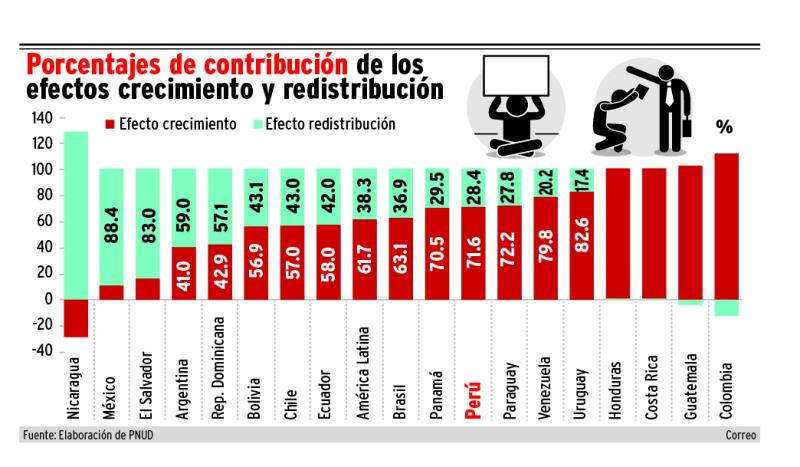 Porcentajes de contribución de los
efectos crecimiento y redistribución
%
Efecto crecimiento Efecto redistribución
140
120
100
80
60
40
20
0
-20
-40
88.4 83.0 59.0 57.1 43.1 43.0 42.0 38.3 36.9 29.5 28.4 27.8 20.2 17.4
41.0 42.9 56.9 57.0 58.0 61.7 63.1 70.5 71.6 72.2 79.8 82.6
Nicaragua
México
El Salvador
Argentina
Rep. Dominicana
Bolivia
Chile
Ecuador
América Latina
Brasil
Panamá
Perú
Paraguay
Venezuela
Uruguay
Honduras
Costa Rica
Guatemala
Colombia
Fuente: Elaboración de PNUD Correo